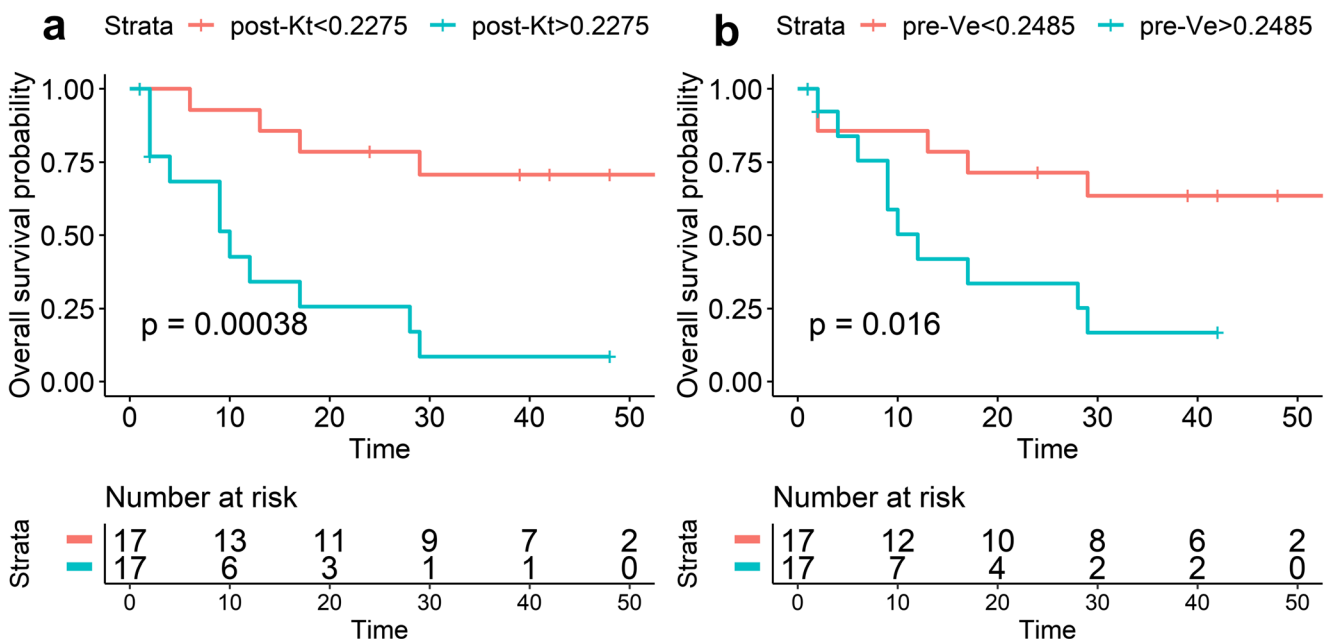 a
Strata post-Kt<0.2275 post-Kt>0.2275
Overall survival probability
1.00
0.75
0.50
0.25
0.00
p = 0.00038
0 10 20 30 40 50
Time
Number at risk
Strata
17 13 11 9 7 2
17 6 3 1 1 0
0 10 20 30 40 50
Time
b
Strata pre-Ve<0.2485 pre-Ve>0.2485
Overall survival probability
1.00
0.75
0.50
0.25
0.00
p = 0.016
0 10 20 30 40 50
Time
Number at risk
Strata
17 12 10 8 6 2
17 7 4 2 2 0
0 10 20 30 40 50
Time